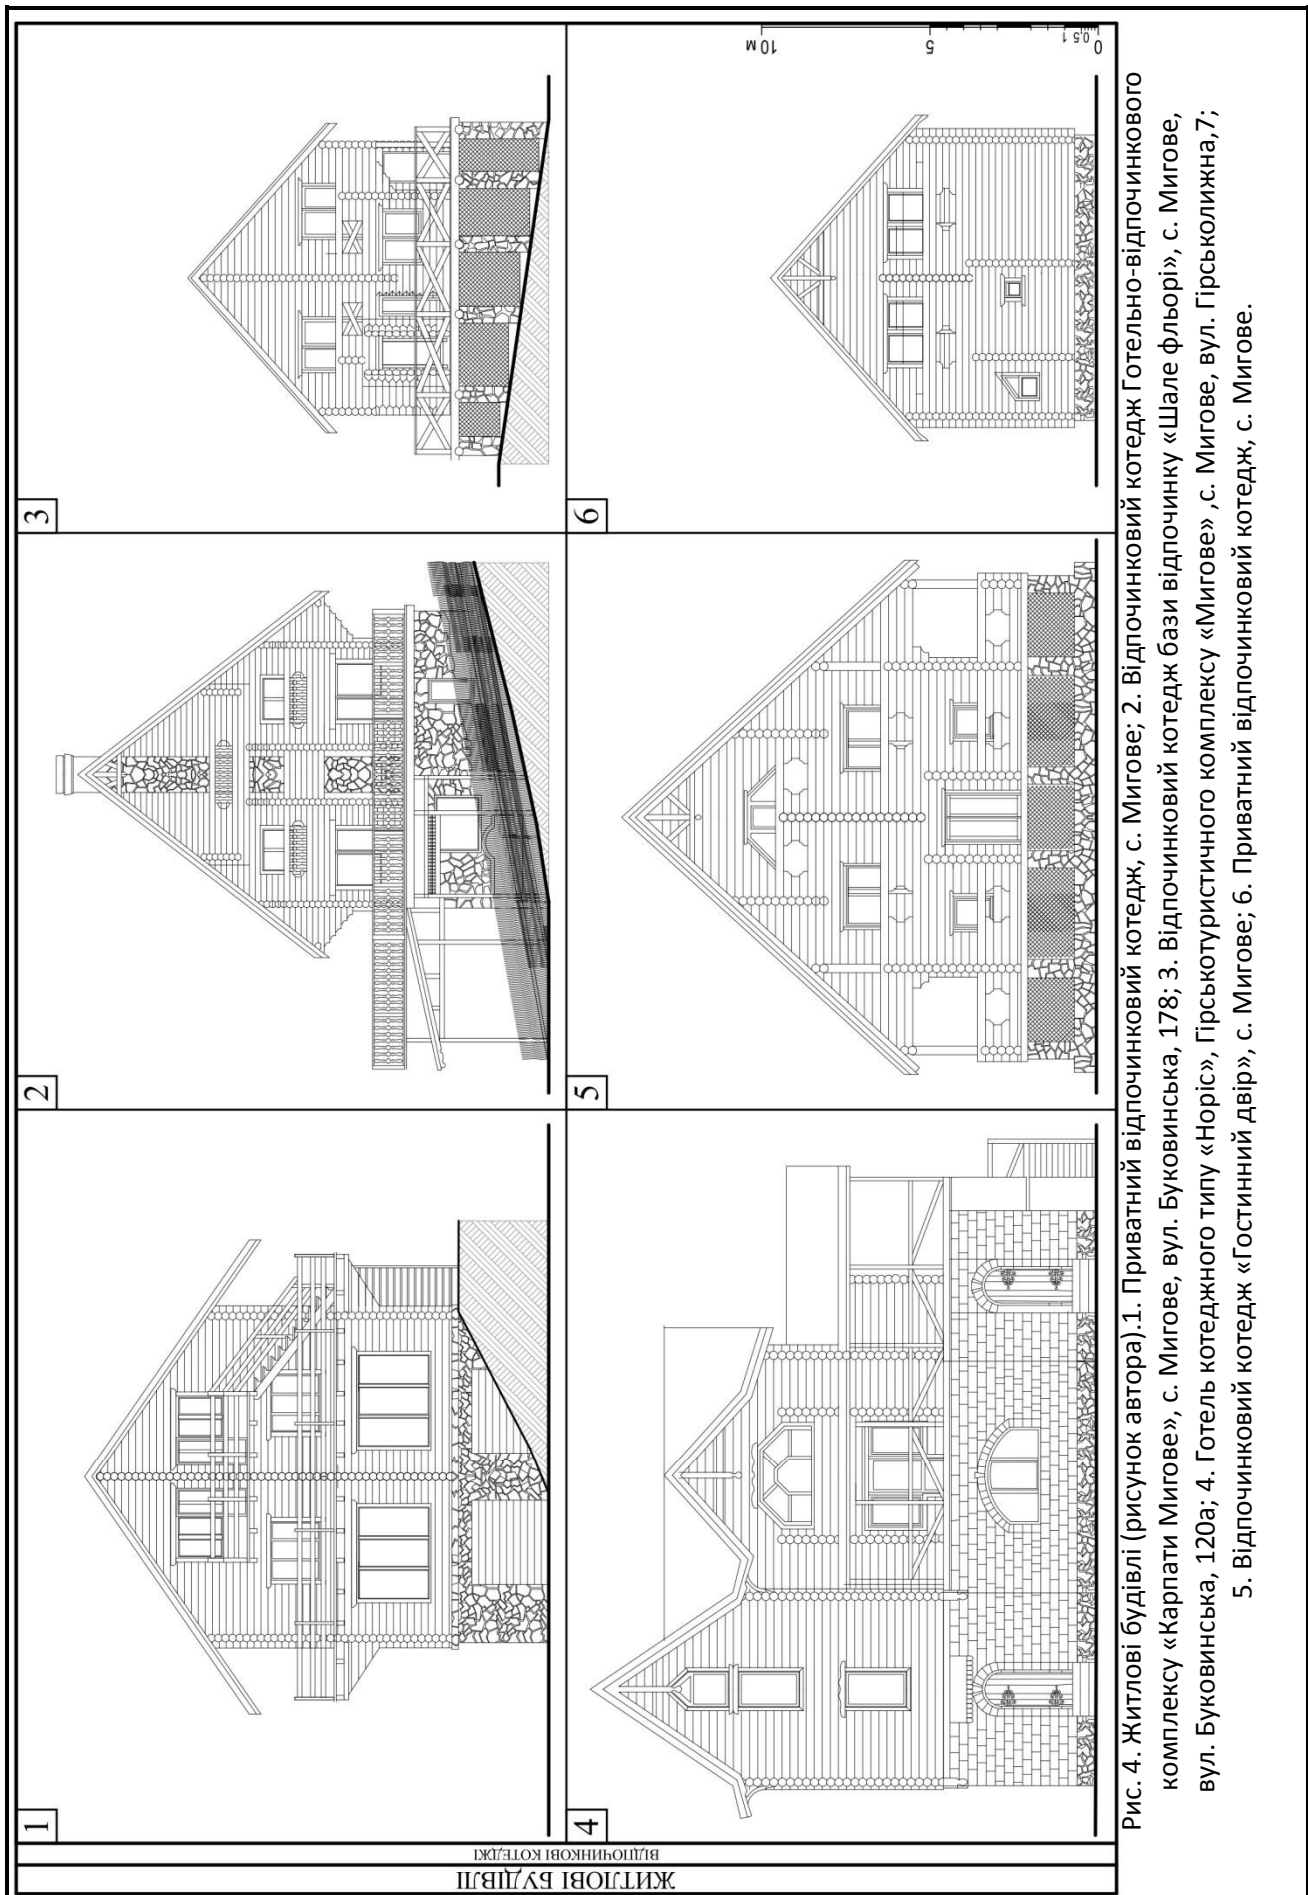 ЖИТЛОВІ БУДІВЛІ
ВІДПОЧИНКОВІ КОТЕДЖІ
1
2
3
4
5
6
0
0,5 1
5
10 м
Рис. 4. Житлові будівлі (рисунок автора).1. Приватний відпочинковий котедж, с. Мигове; 2. Відпочинковий котедж Готельно-відпочинкового
комплексу «Карпати Мигове», с. Мигове, вул. Буковинська, 178; 3. Відпочинковий котедж бази відпочинку «Шале фльорі», с. Мигове,
вул. Буковинська, 120а; 4. Готель котеджного типу «Норіс», Гірськотуристичного комплексу «Мигове» ,с. Мигове, вул. Гірськолижна,7;
5. Відпочинковий котедж «Гостинний двір», с. Мигове; 6. Приватний відпочинковий котедж, с. Мигове.